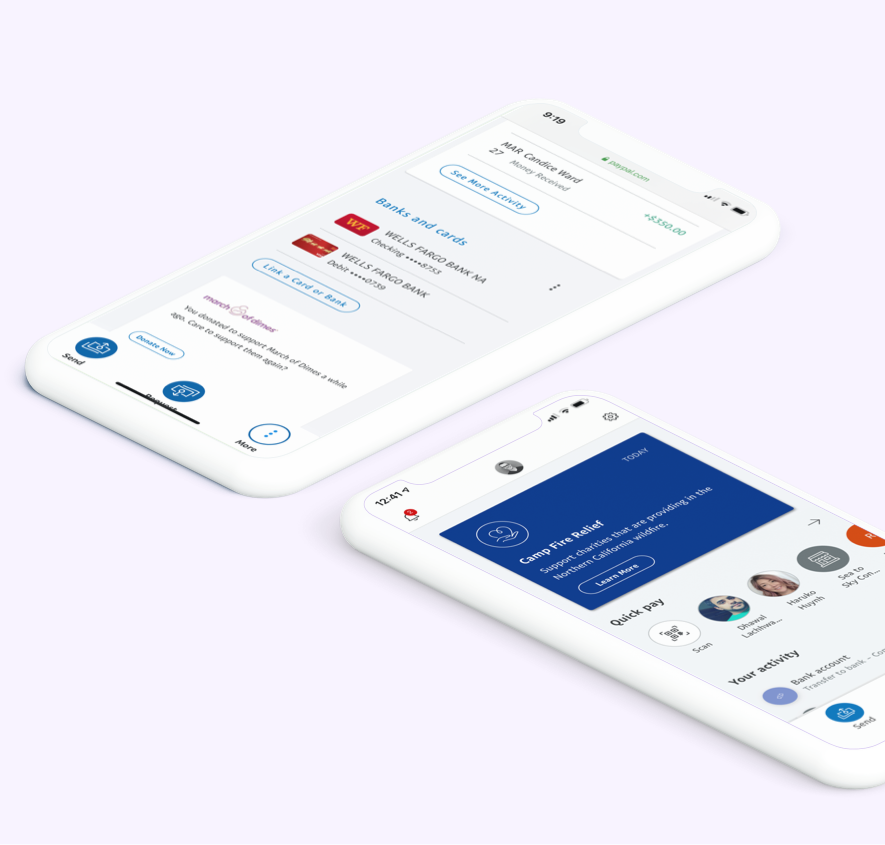 9:19
paypal.com
MAR
27
Candice Ward
Money Received
+$350.00
See More Activity
Banks and cards
WF
WELLS FARGO BANK NA
Checking ••••8753
•••
WELLS FARGO BANK
Debit ••••0739
Link a Card or Bank
march of dimes
You donated to support March of Dimes a while
ago. Care to support them again?
Donate Now
Send
Request
More
12:41
2
TODAY
Camp Fire Relief
Support charities that are providing in the
Northern California wildfire.
Learn More
Quick pay
Scan
Dhawal
Lachhwa...
Haruko
Huynh
Sea to
Sky Con...
Your activity
Bank account
Transfer to bank –
Send